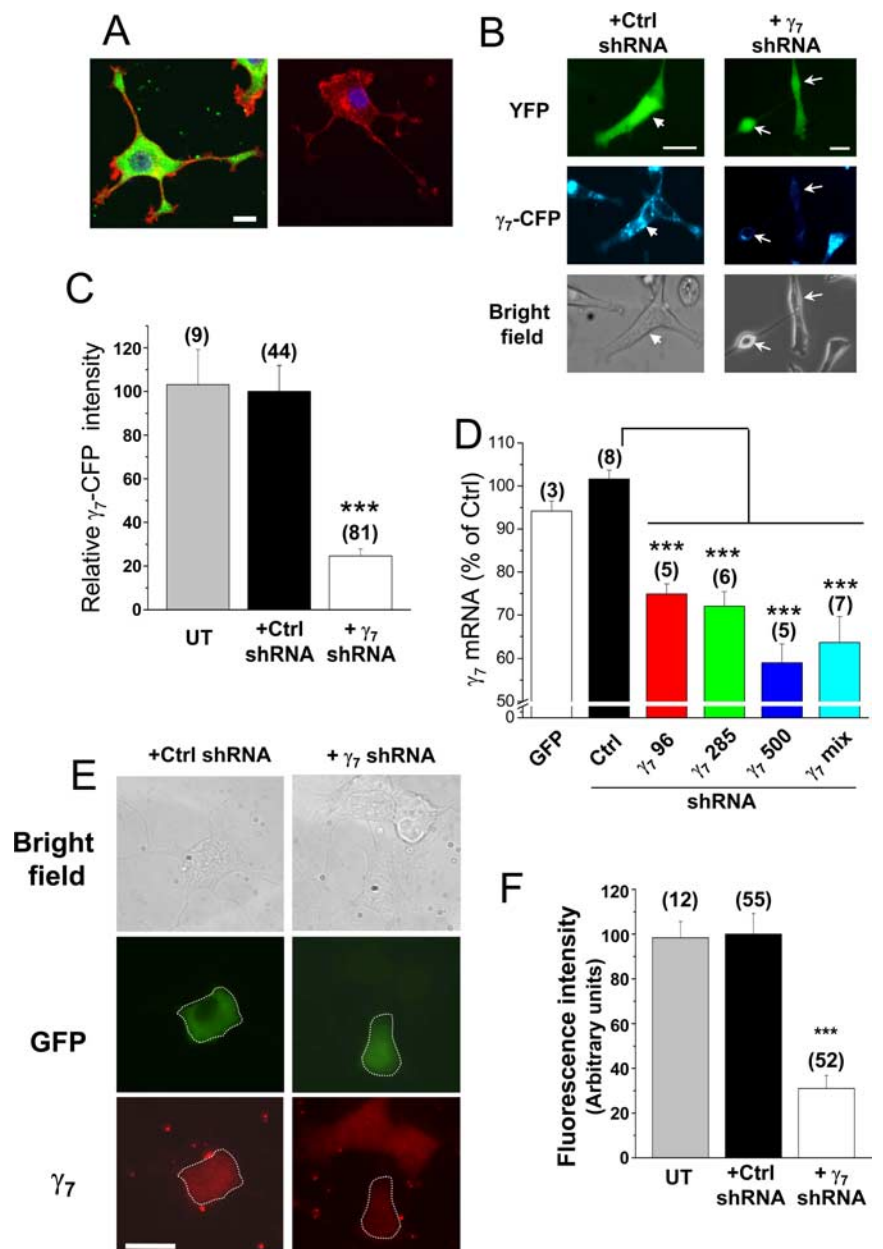 A
B
+Ctrl
shRNA
+ γ7
shRNA
YFP
γ7-CFP
Bright
field
C
Relative γ7-CFP intensity
120
100
80
60
40
20
0
(9)
(44)
***
(81)
UT
+Ctrl
shRNA
+ γ7
shRNA
D
γ7 mRNA (% of Ctrl)
110
100
90
80
70
60
50
0
(3)
(8)
***
(5)
***
(6)
***
(5)
***
(7)
GFP
Ctrl
γ7 96
γ7 285
γ7 500
γ7 mix
shRNA
E
+Ctrl shRNA
+ γ7 shRNA
Bright
field
GFP
γ7
F
Fluorescence intensity
(Arbitrary units)
120
100
80
60
40
20
0
(12)
(55)
***
(52)
UT
+Ctrl
shRNA
+ γ7
shRNA